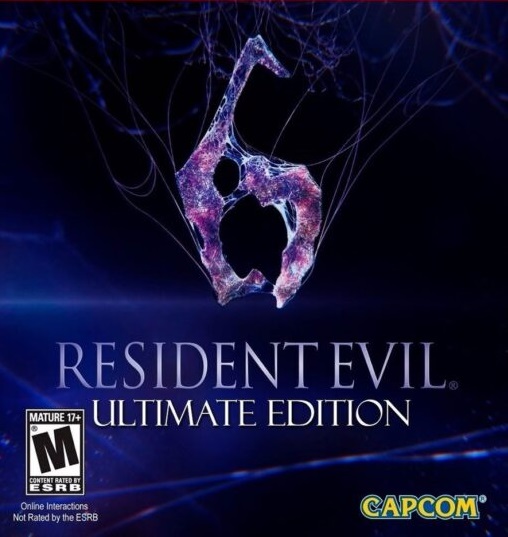 6
RESIDENT EVIL®
ULTIMATE EDITION
MATURE 17+
M®
CONTENT RATED BY
ESRB
Online Interactions
Not Rated by the ESRB
CAPCOM®